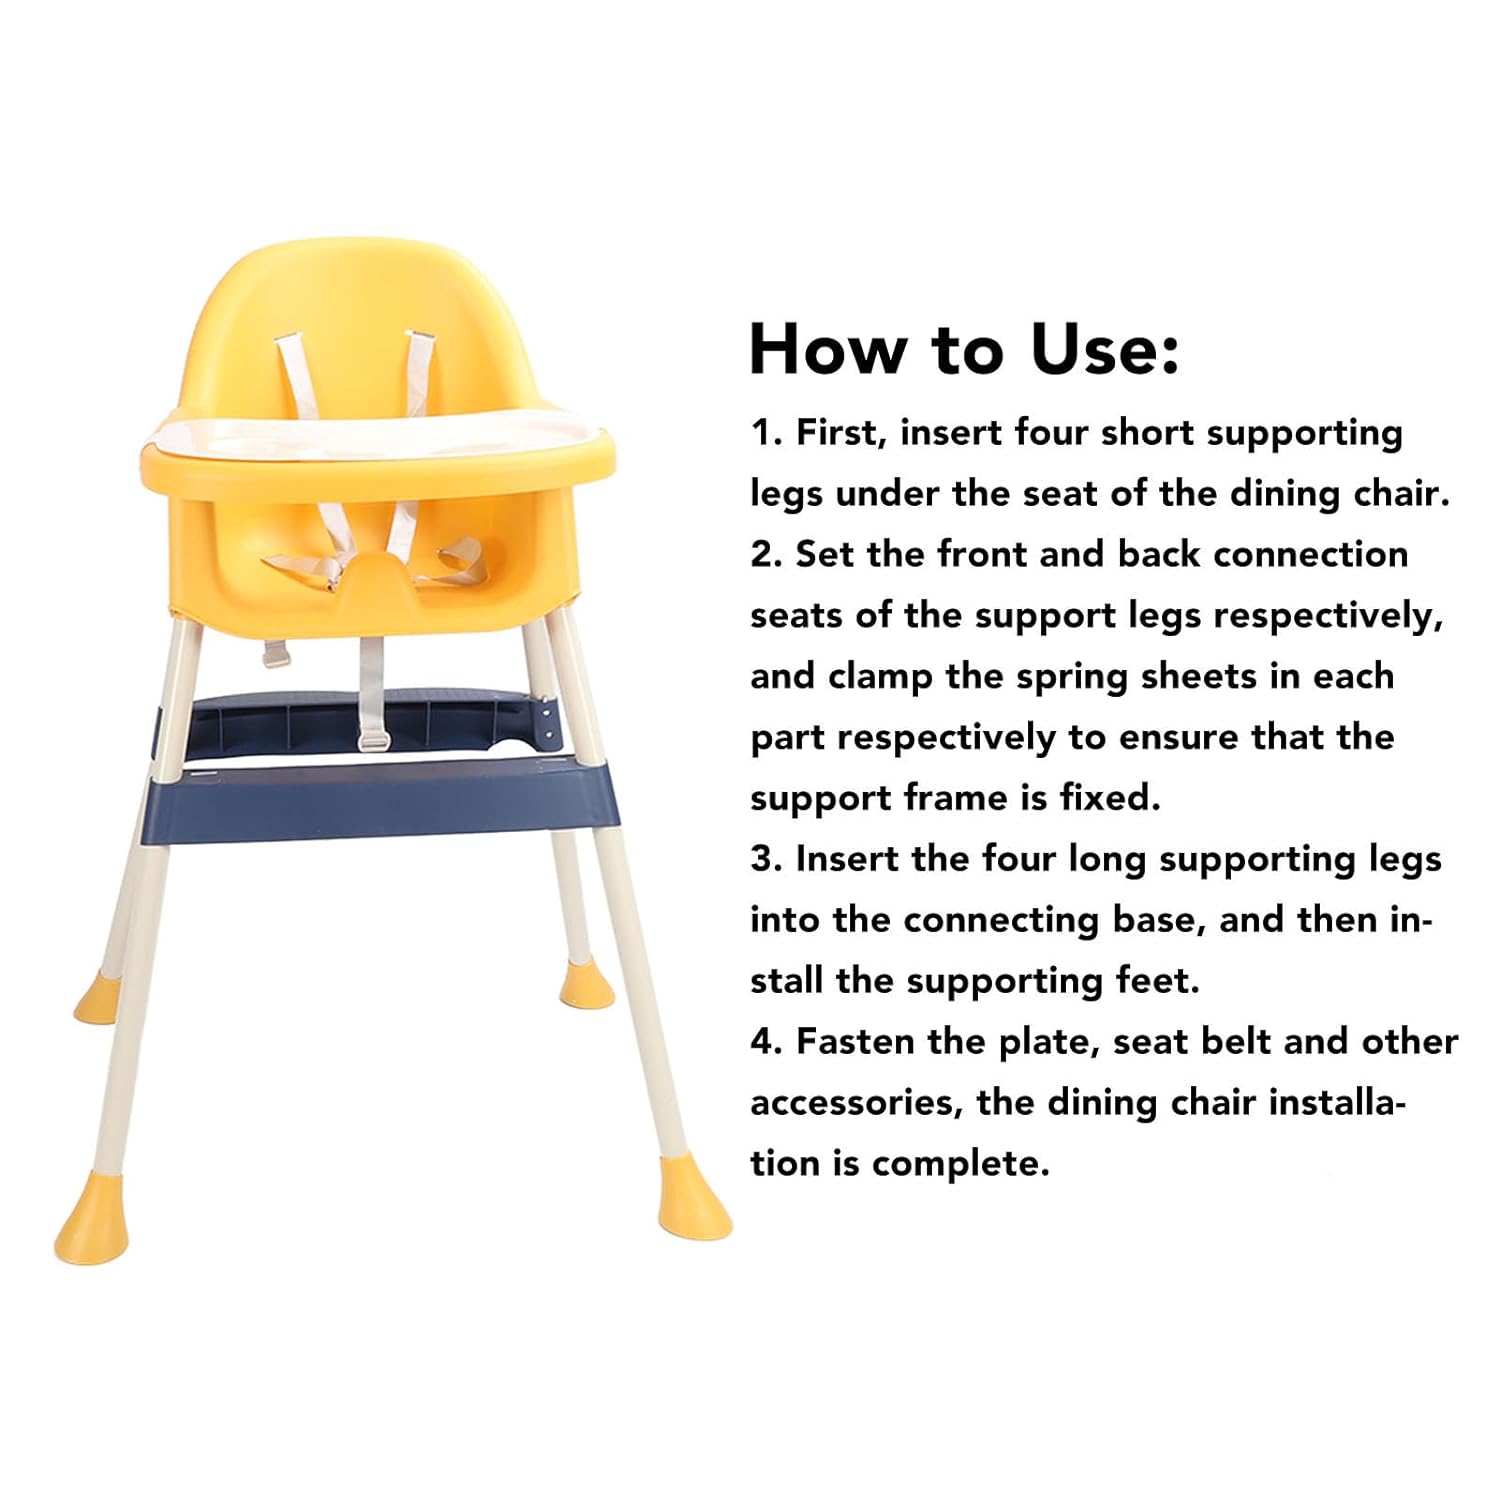 How to Use:
1. First, insert four short supporting
legs under the seat of the dining chair.
2. Set the front and back connection
seats of the support legs respectively,
and clamp the spring sheets in each
part respectively to ensure that the
support frame is fixed.
3. Insert the four long supporting legs
into the connecting base, and then in-
stall the supporting feet.
4. Fasten the plate, seat belt and other
accessories, the dining chair installa-
tion is complete.